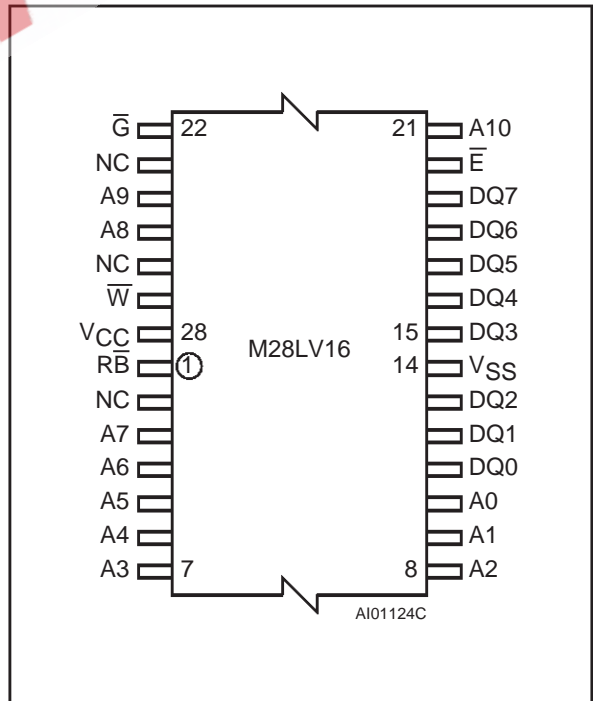 G̅ 22 21 A10
NC E̅
A9 DQ7
A8 DQ6
NC DQ5
W̅ DQ4
VCC 28 15 DQ3
RB̅ 1 M28LV16 14 VSS
NC DQ2
A7 DQ1
A6 DQ0
A5 A0
A4 A1
A3 7 8 A2
AI01124C